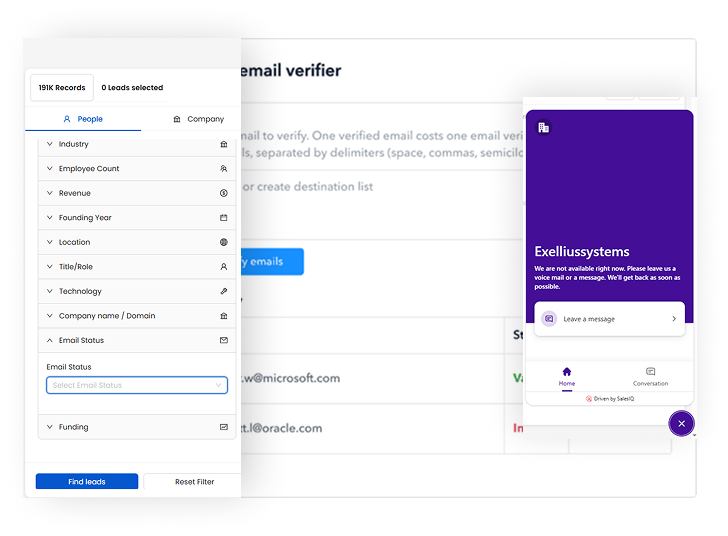 191K Records
0 Leads selected
People
Company
Industry
Employee Count
Revenue
Founding Year
Location
Title/Role
Technology
Company name / Domain
Email Status
Email Status
Select Email Status
Funding
Find leads
Reset Filter
email verifier
ail to verify. One verified email costs one email veri
ls, separated by delimiters (space, commas, semicilo
or create destination list
fy emails
St
.w@microsoft.com
Va
tt.l@oracle.com
In
Exelliussystems
We are not available right now. Please leave us a
voice mail or a message. We'll get back as soon as
possible.
Leave a message
Home
Conversation
Driven by SalesIQ